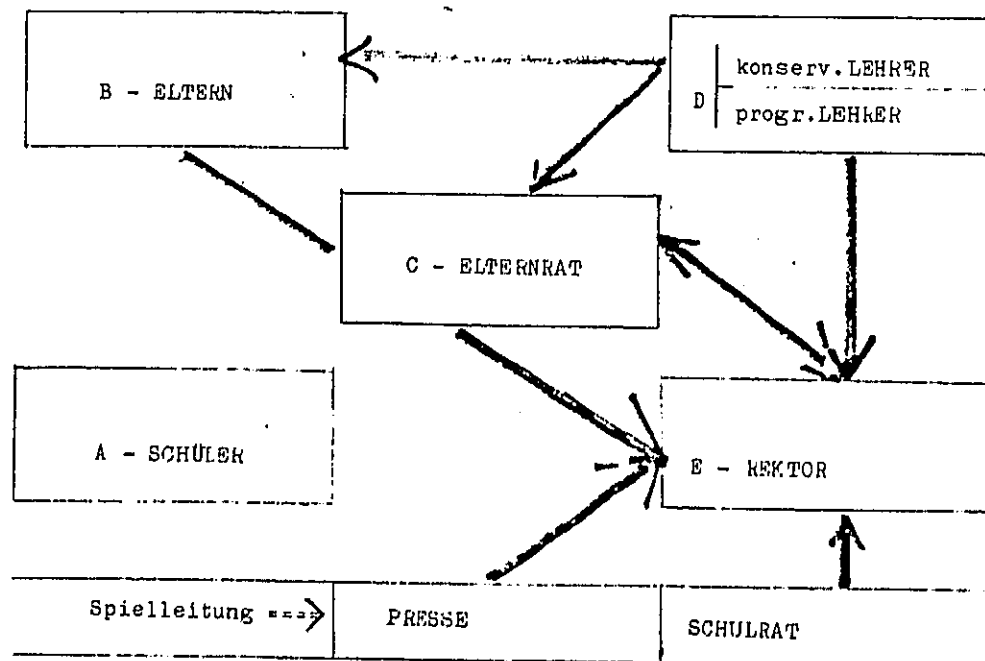 B - ELTERN
D
konserv.LEHRER
progr.LEHRER
C - ELTERNRAT
A - SCHÜLER
E - REKTOR
Spielleitung ===>
PRESSE
SCHULRAT